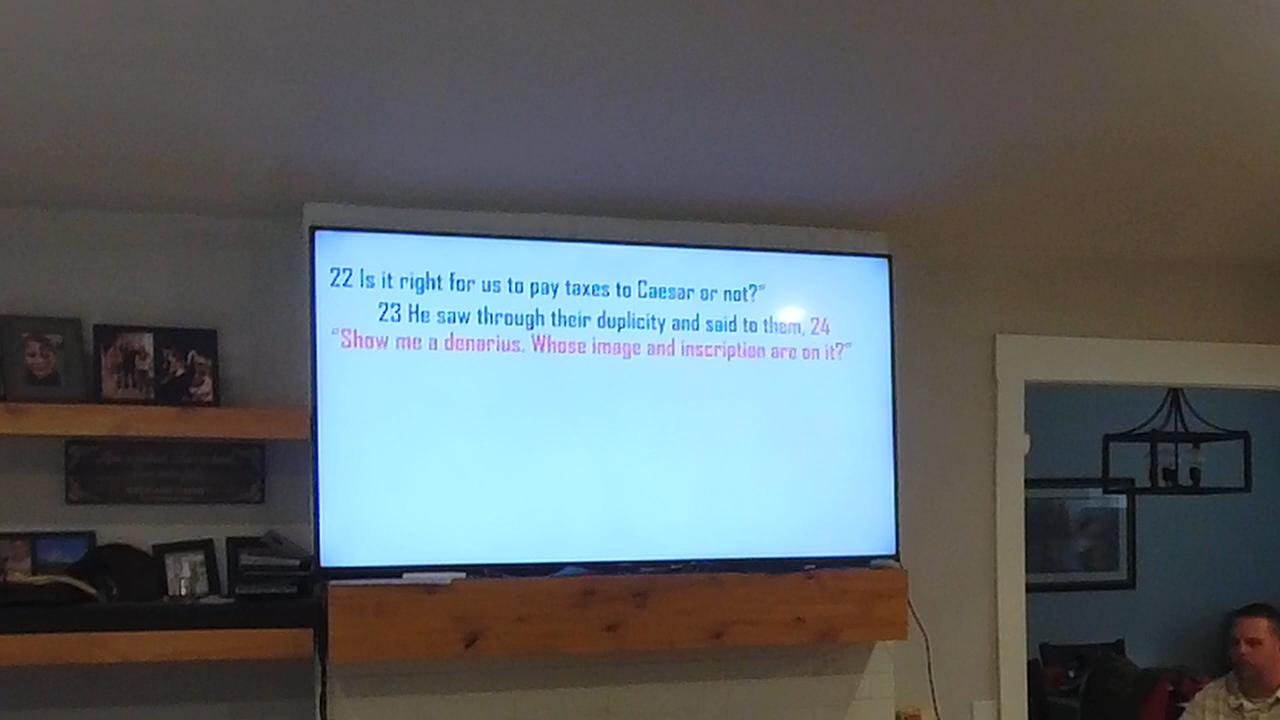 22 Is it right for us to pay taxes to Caesar or not?"
23 He saw through their duplicity and said to them, 24
"Show me a denarius. Whose image and inscription are on it?"